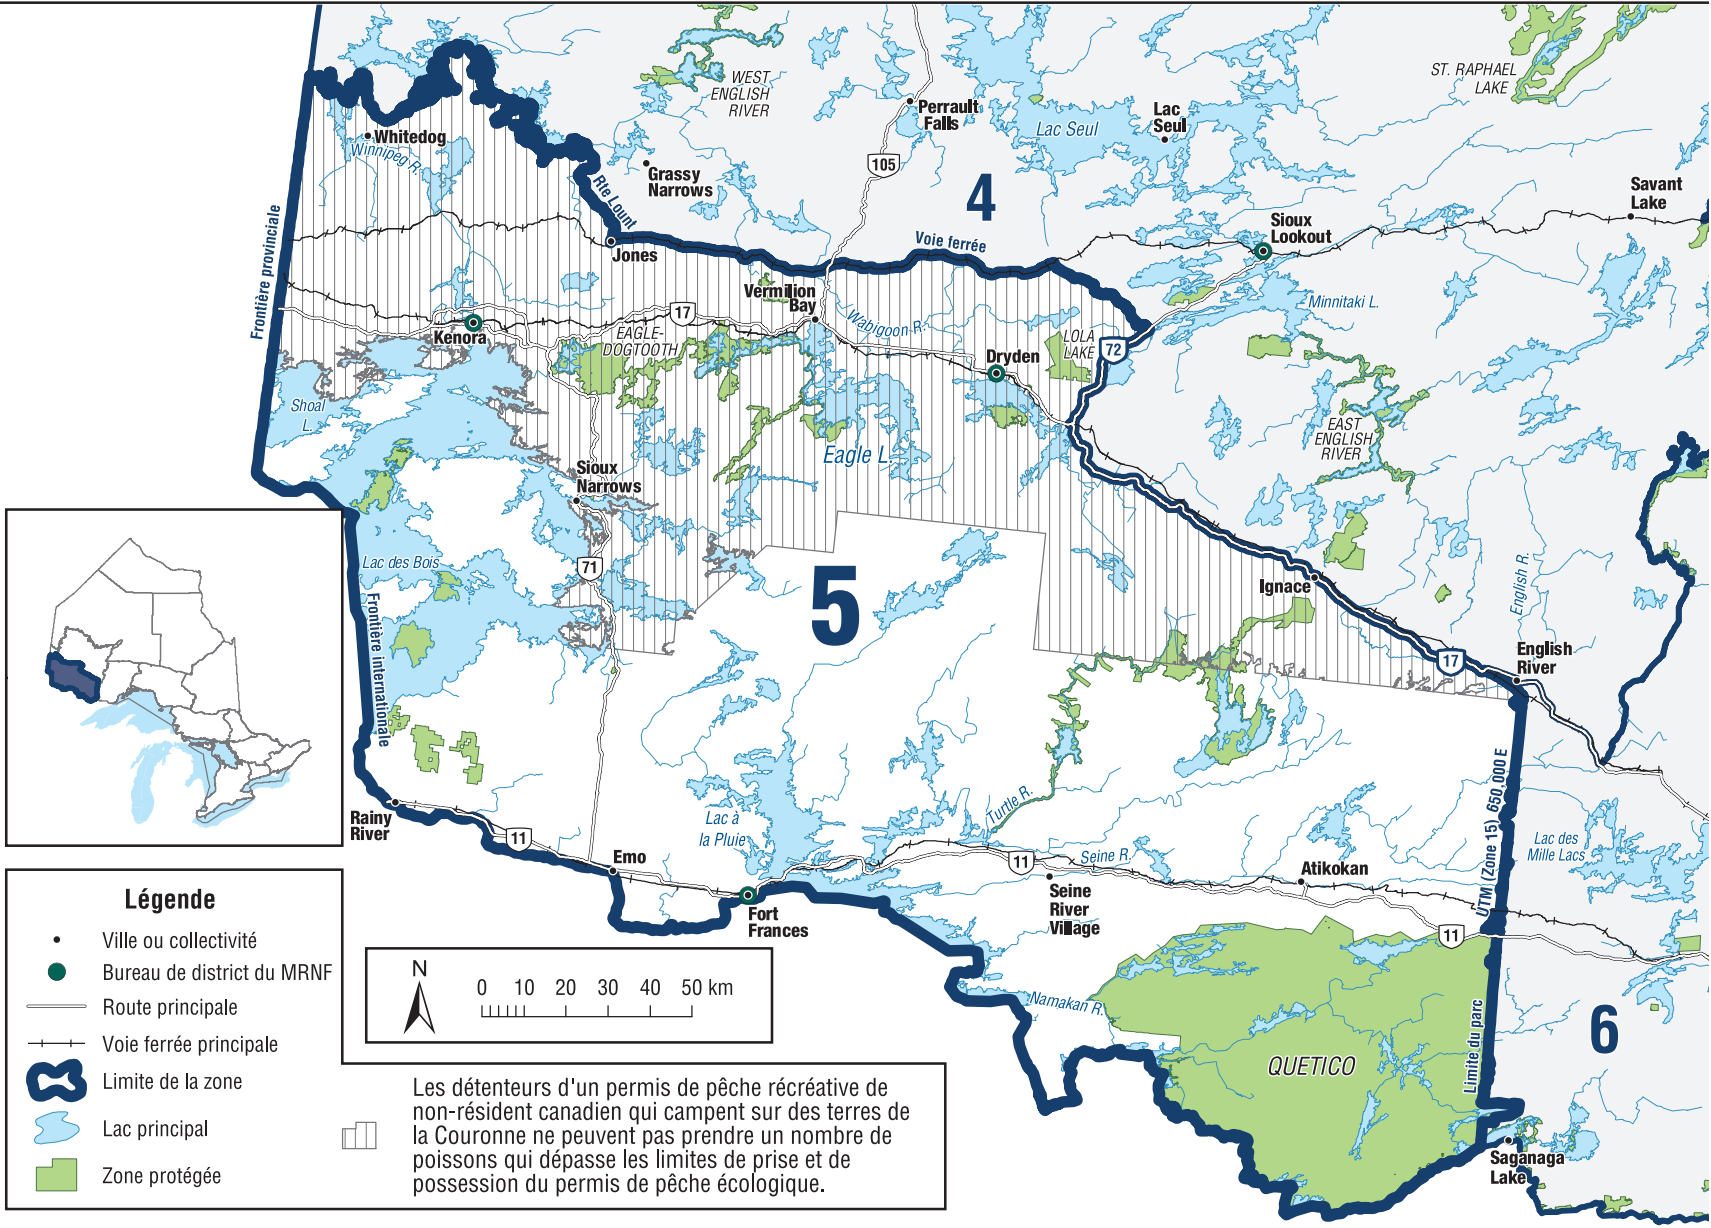 WEST
ENGLISH
RIVER
ST. RAPHAEL
LAKE
Perrault
Falls
Lac Seul
Lac
Seul
Whitedog
Winnipeg R.
105
Grassy
Narrows
Rte Lount
4
Savant
Lake
Sioux
Lookout
Frontière provinciale
Jones
Voie ferrée
Vermilion
Bay
Minnitaki L.
17
Kenora
EAGLE-
DOGTOOTH
Wabigoon R.
Dryden
LOLA
LAKE
72
Shoal
L.
Eagle L.
EAST
ENGLISH
RIVER
Sioux
Narrows
Lac des Bois
71
5
Ignace
English R.
Frontière internationale
17
English
River
UTM (Zone 15) 650,000 E
Rainy
River
11
Lac à
la Pluie
Turtle R.
Lac des
Mille Lacs
Emo
11
Seine R.
Atikokan
Seine
River
Village
Fort
Frances
11
Namakan R.
Limite du parc
QUETICO
6
Saganaga
Lake
Légende
Ville ou collectivité
Bureau de district du MRNF
Route principale
Voie ferrée principale
Limite de la zone
Lac principal
Zone protégée
N
0 10 20 30 40 50 km
Les détenteurs d'un permis de pêche récréative de
non-résident canadien qui campent sur des terres de
la Couronne ne peuvent pas prendre un nombre de
poissons qui dépasse les limites de prise et de
possession du permis de pêche écologique.